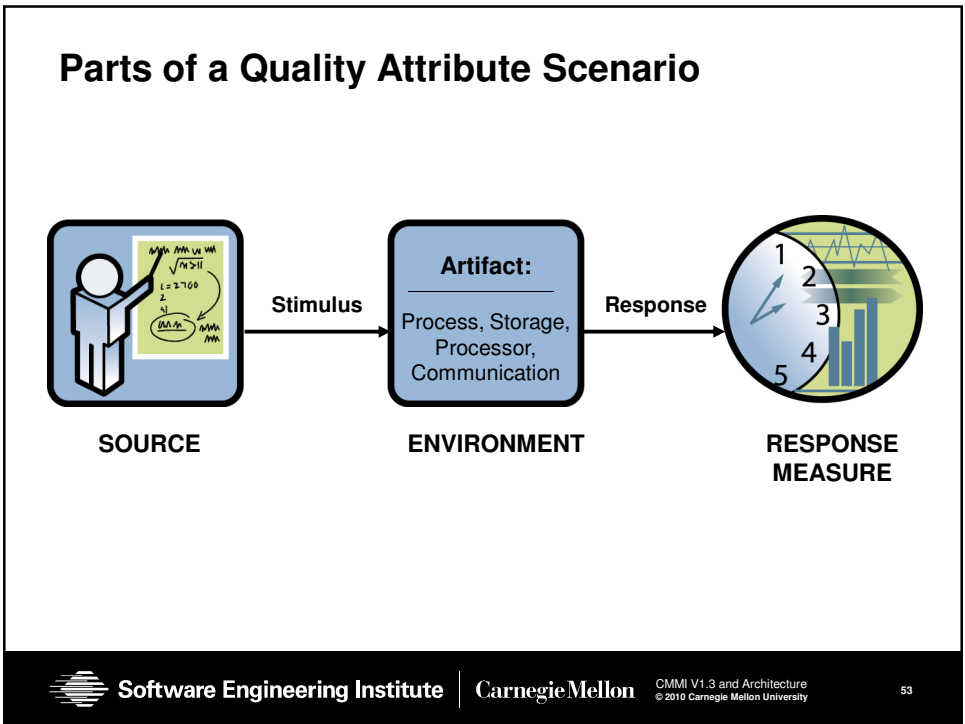 Parts of a Quality Attribute Scenario
Stimulus
Artifact:
Process, Storage,
Processor,
Communication
Response
1
2
3
4
5
SOURCE
ENVIRONMENT
RESPONSE
MEASURE
Software Engineering Institute
Carnegie Mellon
CMMI V1.3 and Architecture
© 2010 Carnegie Mellon University
53